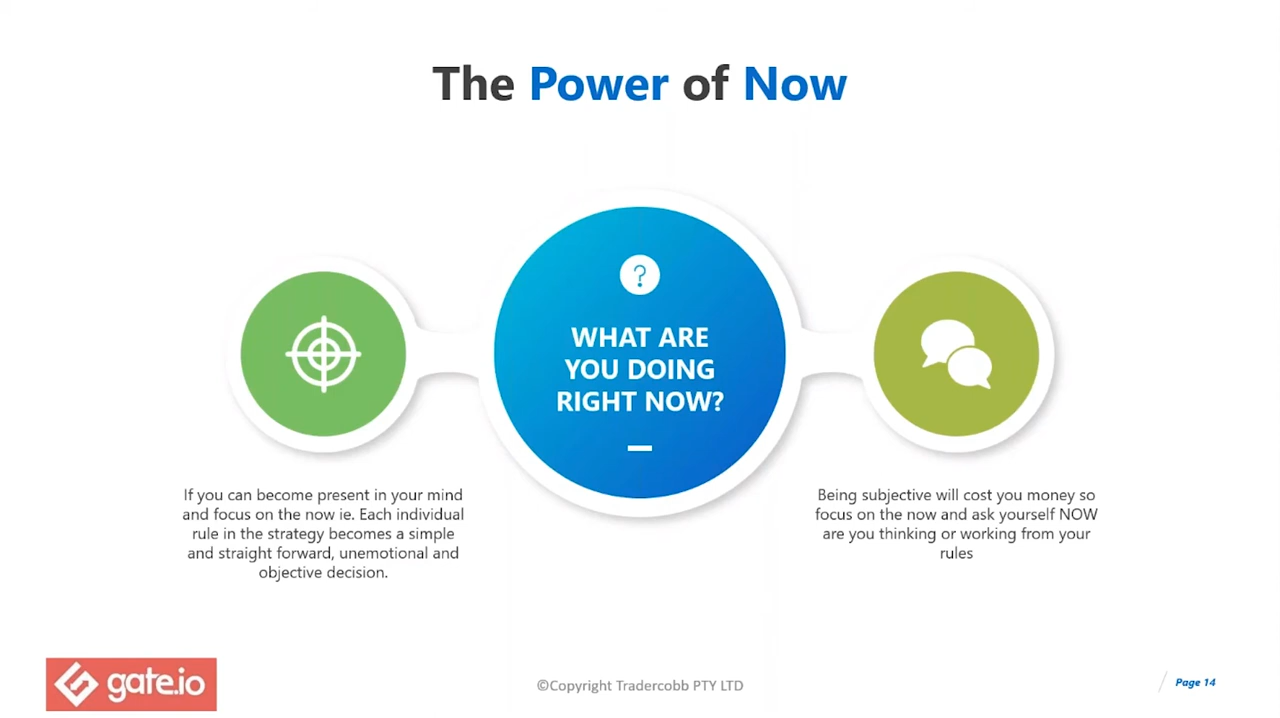 The Power of Now
?
WHAT ARE
YOU DOING
RIGHT NOW?
If you can become present in your mind
and focus on the now ie. Each individual
rule in the strategy becomes a simple
and straight forward, unemotional and
objective decision.
Being subjective will cost you money so
focus on the now and ask yourself NOW
are you thinking or working from your
rules
gate.io
©Copyright Tradercobb PTY LTD
Page 14